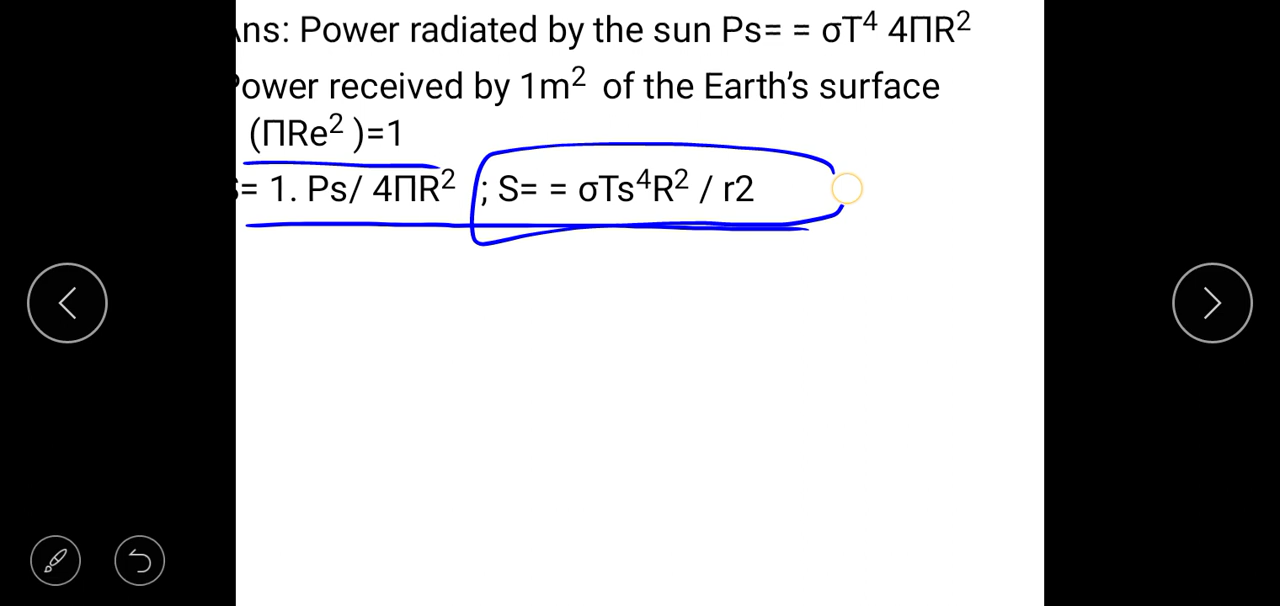 ns: Power radiated by the sun Ps= = σT⁴ 4ΠR²
ower received by 1m² of the Earth’s surface
(ΠRe² )=1
= 1. Ps/ 4ΠR² ; S= = σTs⁴R² / r2